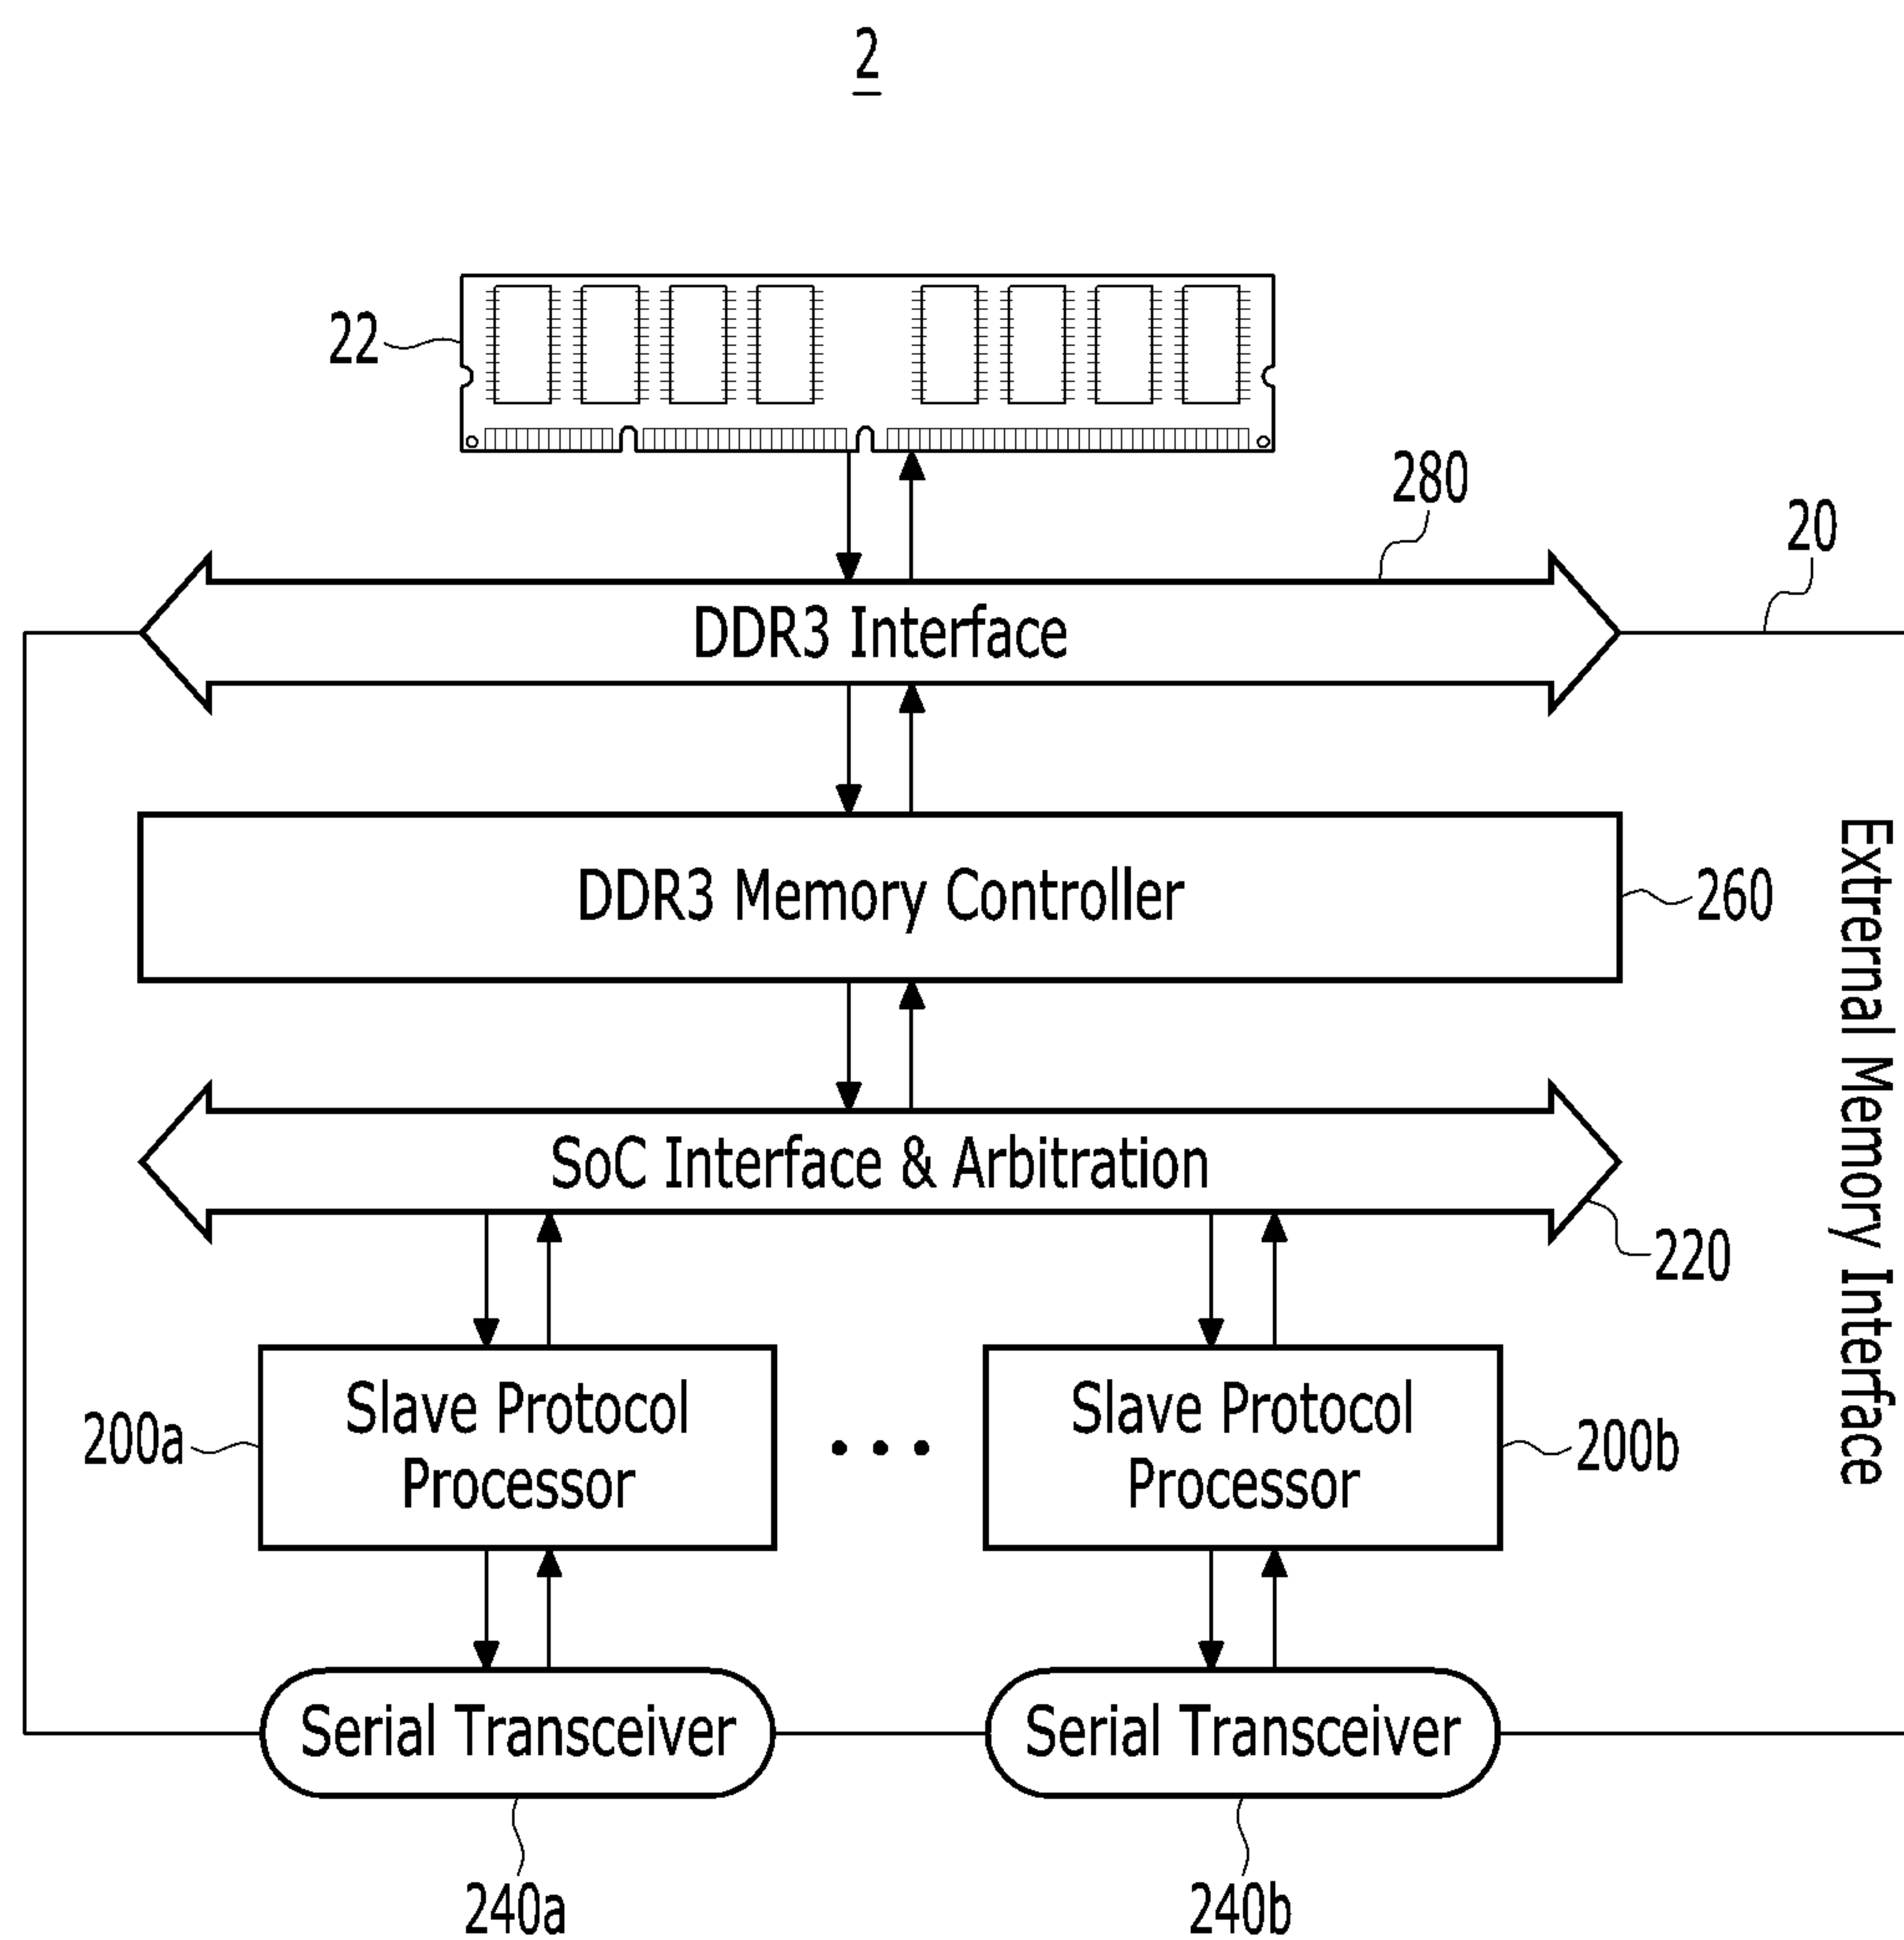 2
22
280
20
DDR3 Interface
DDR3 Memory Controller
260
Extrernal Memory Interface
SoC Interface & Arbitration
220
Slave Protocol
Processor
200a
Slave Protocol
Processor
200b
Serial Transceiver
Serial Transceiver
240a
240b